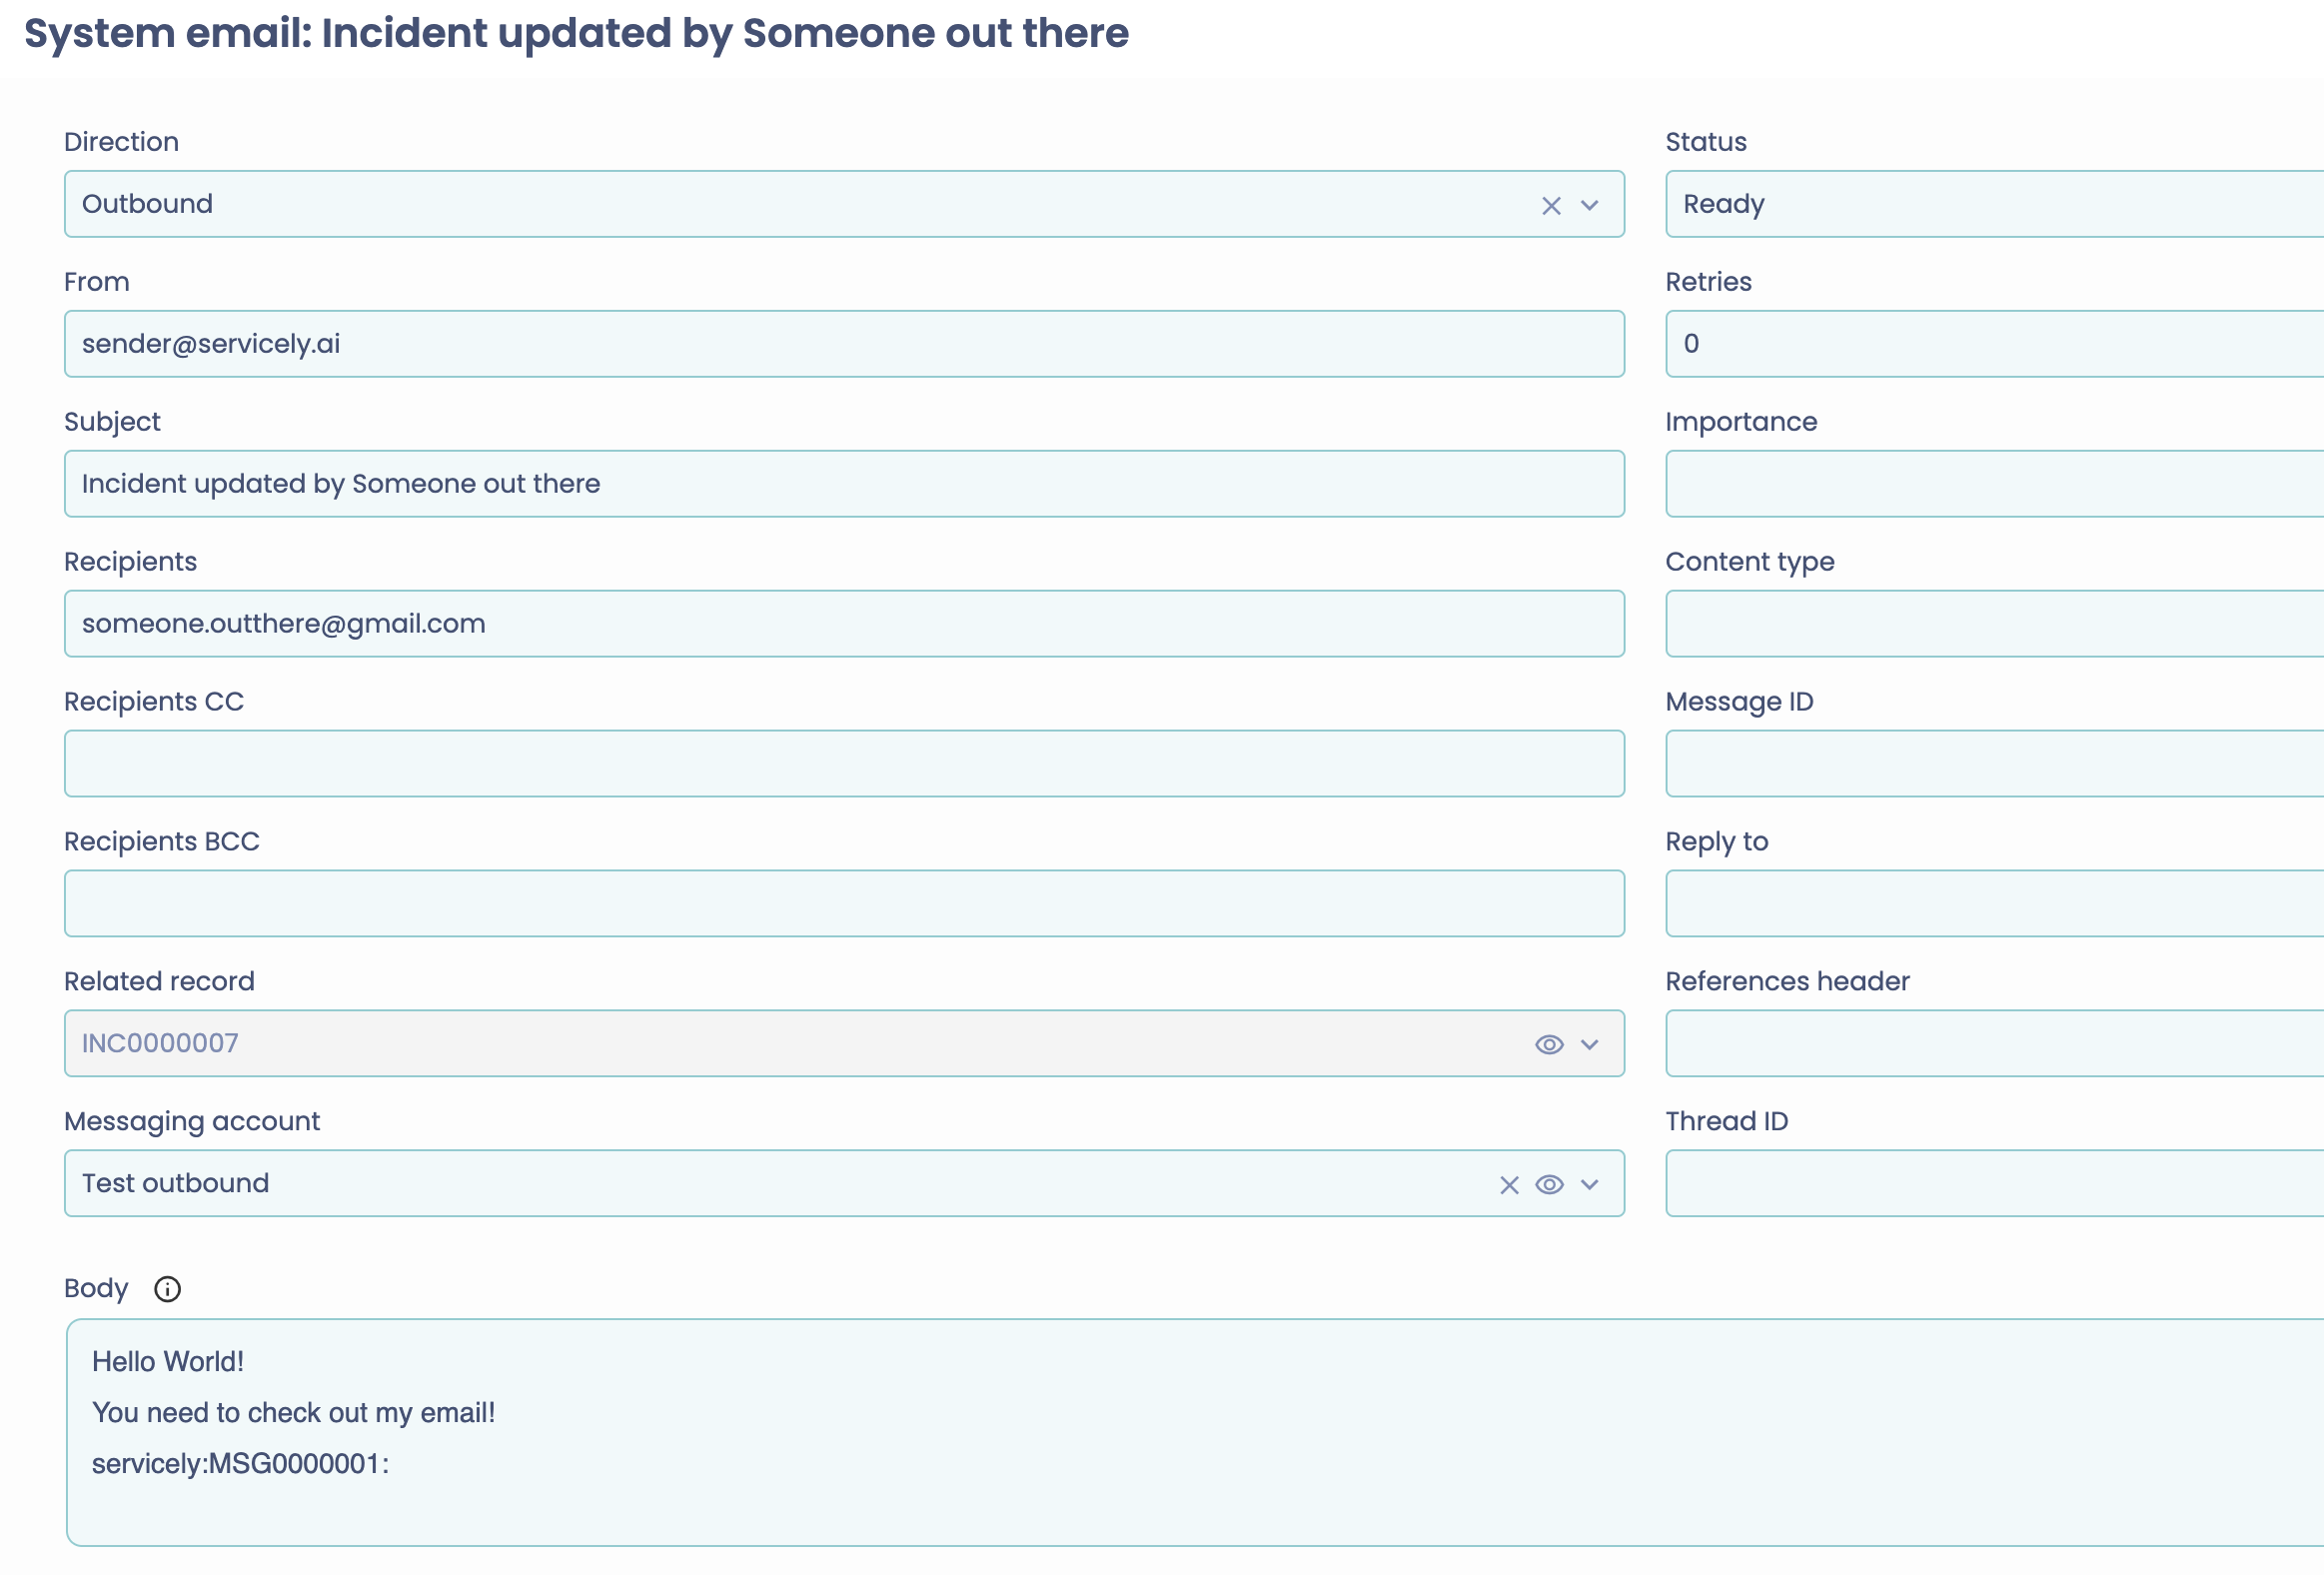 System email: Incident updated by Someone out there
Direction
Outbound
Status
Ready
From
sender@servicely.ai
Retries
0
Subject
Incident updated by Someone out there
Importance
Recipients
someone.outthere@gmail.com
Content type
Recipients CC
Message ID
Recipients BCC
Reply to
Related record
INC0000007
References header
Messaging account
Test outbound
Thread ID
Body
Hello World!
You need to check out my email!
servicely:MSG0000001: